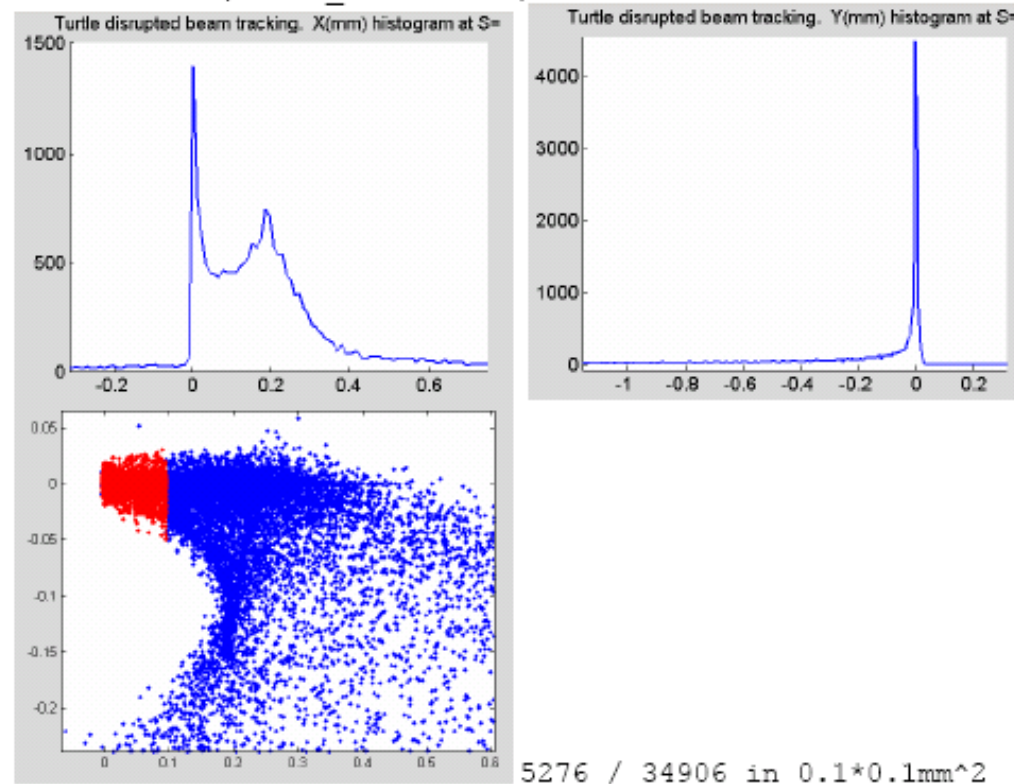 Turtle disrupted beam tracking. X(mm) histogram at S=
1500
1000
500
0
-0.2 0 0.2 0.4 0.6
Turtle disrupted beam tracking. Y(mm) histogram at S=
4000
3000
2000
1000
0
-1 -0.8 -0.6 -0.4 -0.2 0 0.2
0.05
0
-0.05
-0.1
-0.15
-0.2
0 0.1 0.2 0.3 0.4 0.5 0.6
5276 / 34906 in 0.1*0.1mm^2